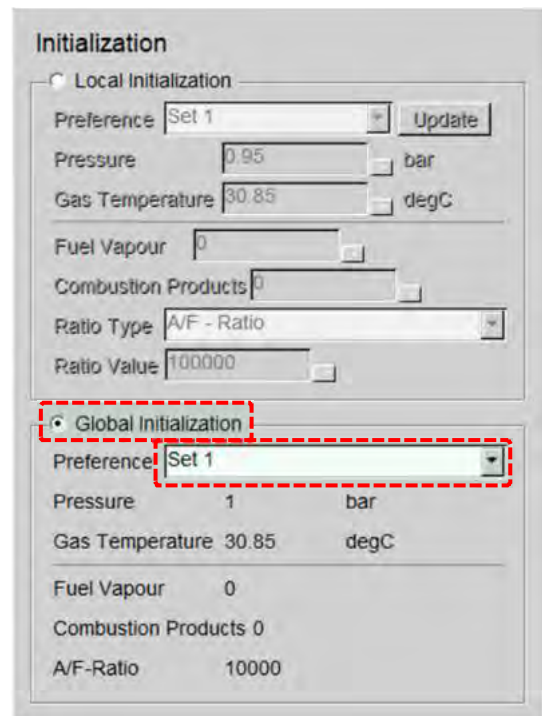 Initialization
Local Initialization
Preference Set 1 Update
Pressure 0.95 bar
Gas Temperature 30.85 degC
Fuel Vapour 0
Combustion Products 0
Ratio Type A/F - Ratio
Ratio Value 100000
Global Initialization
Preference Set 1
Pressure 1 bar
Gas Temperature 30.85 degC
Fuel Vapour 0
Combustion Products 0
A/F-Ratio 10000